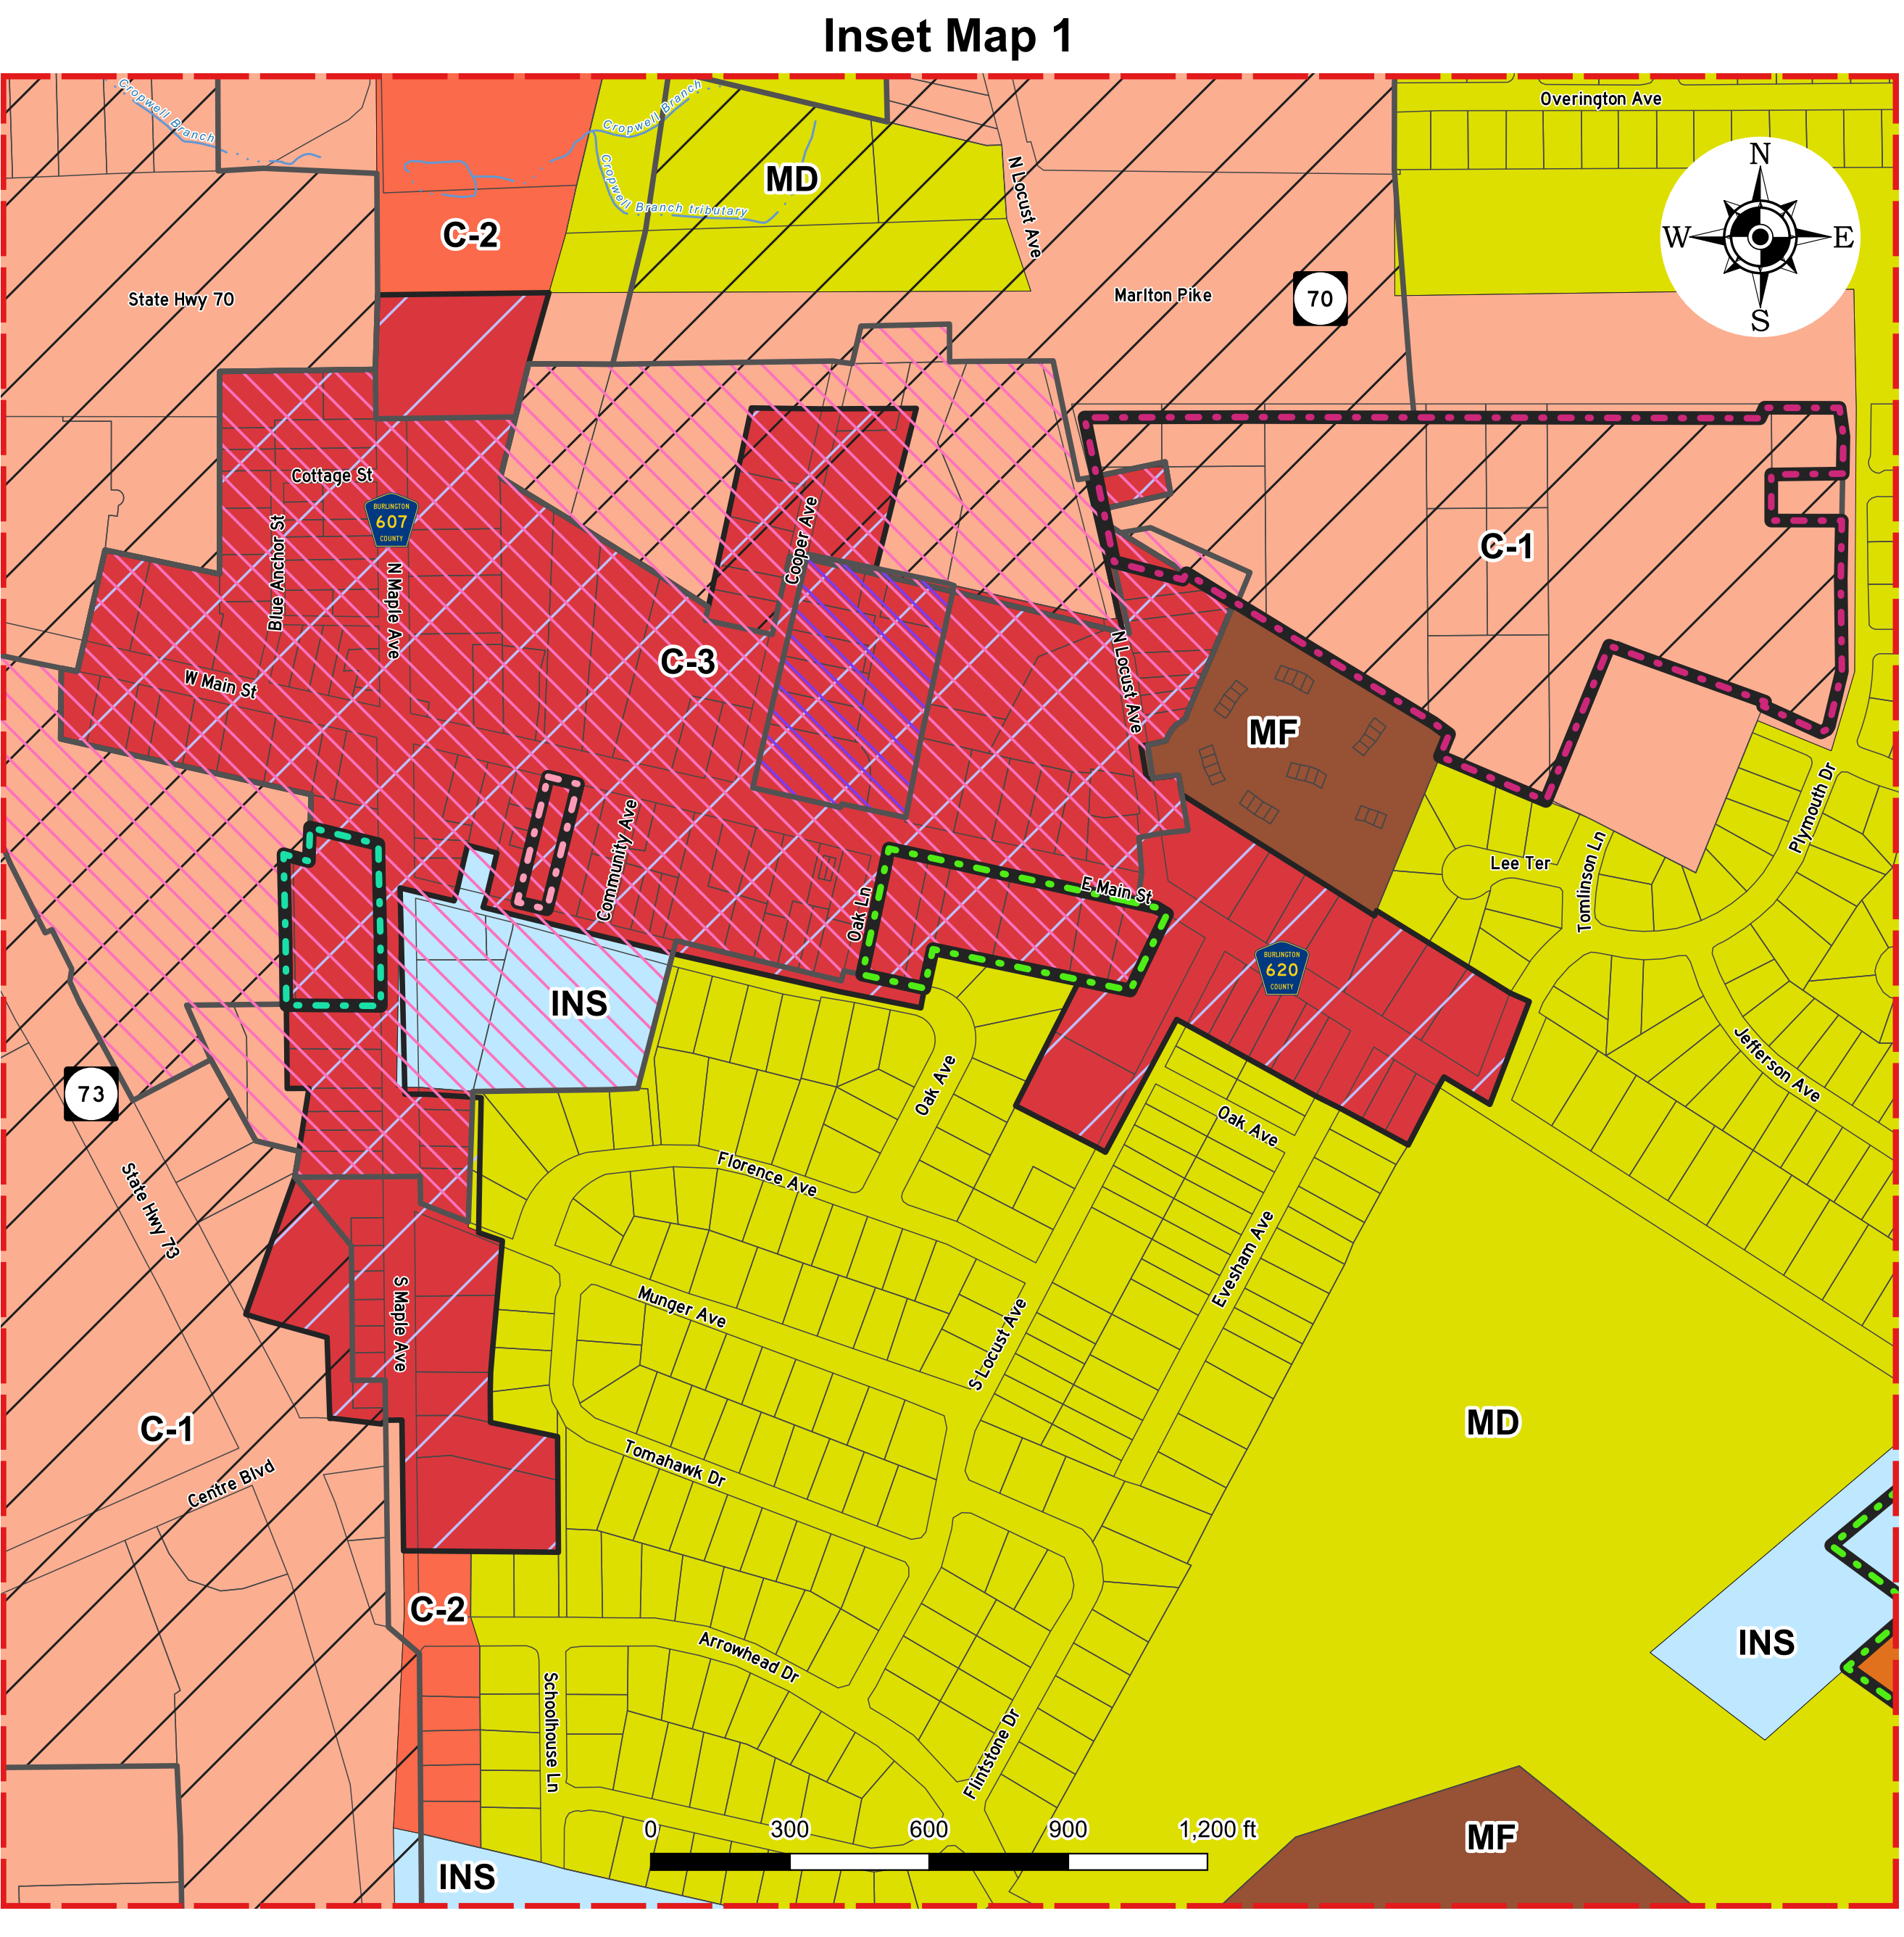 Inset Map 1
Cropwell Branch
Cropwell Branch
Overington Ave
N
W
E
S
MD
Cropwell
Branch tributary
N Locust Ave
C-2
State Hwy 70
Marlton Pike
70
Cottage St
BURLINGTON
607
COUNTY
Blue Anchor St
N Maple Ave
Cooper Ave
C-1
W Main St
C-3
N Locust Ave
MF
Plymouth Dr
Community Ave
Lee Ter
Tomlinson Ln
E Main St
Oak Ln
BURLINGTON
620
COUNTY
INS
Jefferson Ave
73
Oak Ave
Oak Ave
Florence Ave
State Hwy 73
Evesham Ave
Munger Ave
S Maple Ave
S Locust Ave
C-1
MD
Tomahawk Dr
Centre Blvd
C-2
Arrowhead Dr
INS
Schoolhouse Ln
Flintstone Dr
0
300
600
900
1,200 ft
MF
INS